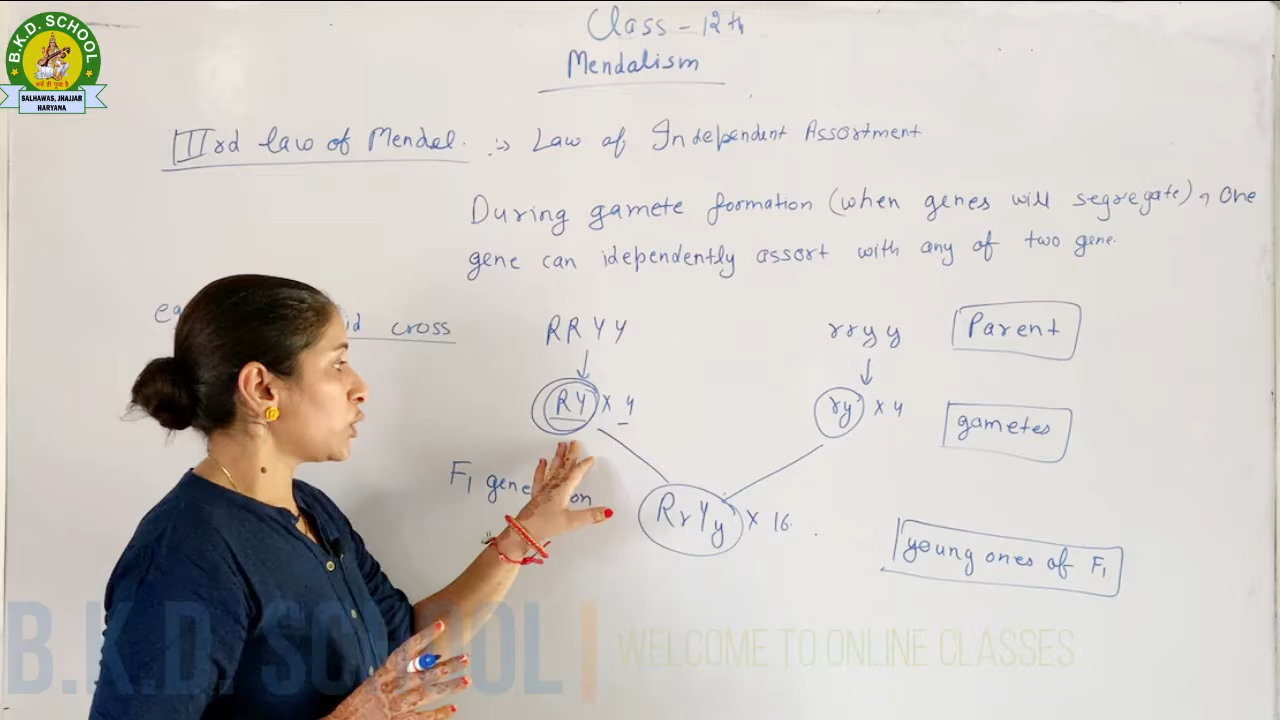 B.K.D. SCHOOL
SALHAWAS, JHAJJAR
HARYANA
Class - 12th
Mendalism
IIIrd law of Mendel :→ Law of Independent Assortment
During gamete formation (when genes will segregate), one
gene can idependently assort with any of two gene.
cross
RRYY
rryy
Parent
RY x 4
ry x 4
gametes
F1
RrYy x 16.
young ones of F1
B.K.D. SCHOOL | WELCOME TO ONLINE CLASSES